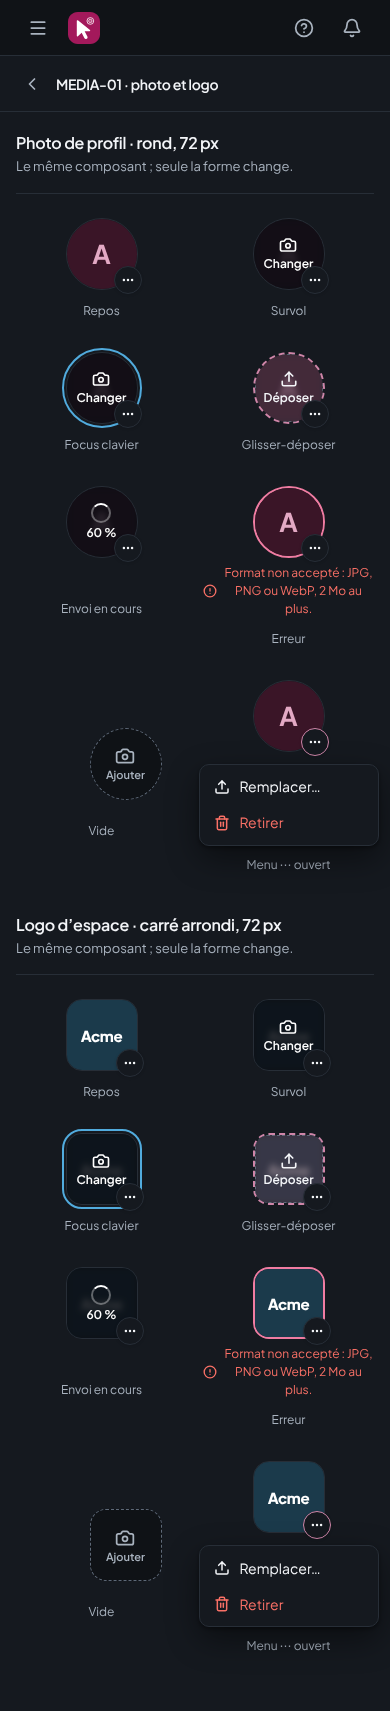 MEDIA-01 · photo et logo
Photo de profil · rond, 72 px
Le même composant ; seule la forme change.
A
Changer
Repos
Survol
Changer
Déposer
Focus clavier
Glisser-déposer
60 %
A
Format non accepté : JPG,
PNG ou WebP, 2 Mo au
plus.
Envoi en cours
Erreur
A
Ajouter
Remplacer…
Retirer
Vide
Menu ··· ouvert
Logo d’espace · carré arrondi, 72 px
Le même composant ; seule la forme change.
Acme
Changer
Repos
Survol
Changer
Déposer
Focus clavier
Glisser-déposer
60 %
Acme
Format non accepté : JPG,
PNG ou WebP, 2 Mo au
plus.
Envoi en cours
Erreur
Acme
Ajouter
Remplacer…
Retirer
Vide
Menu ··· ouvert